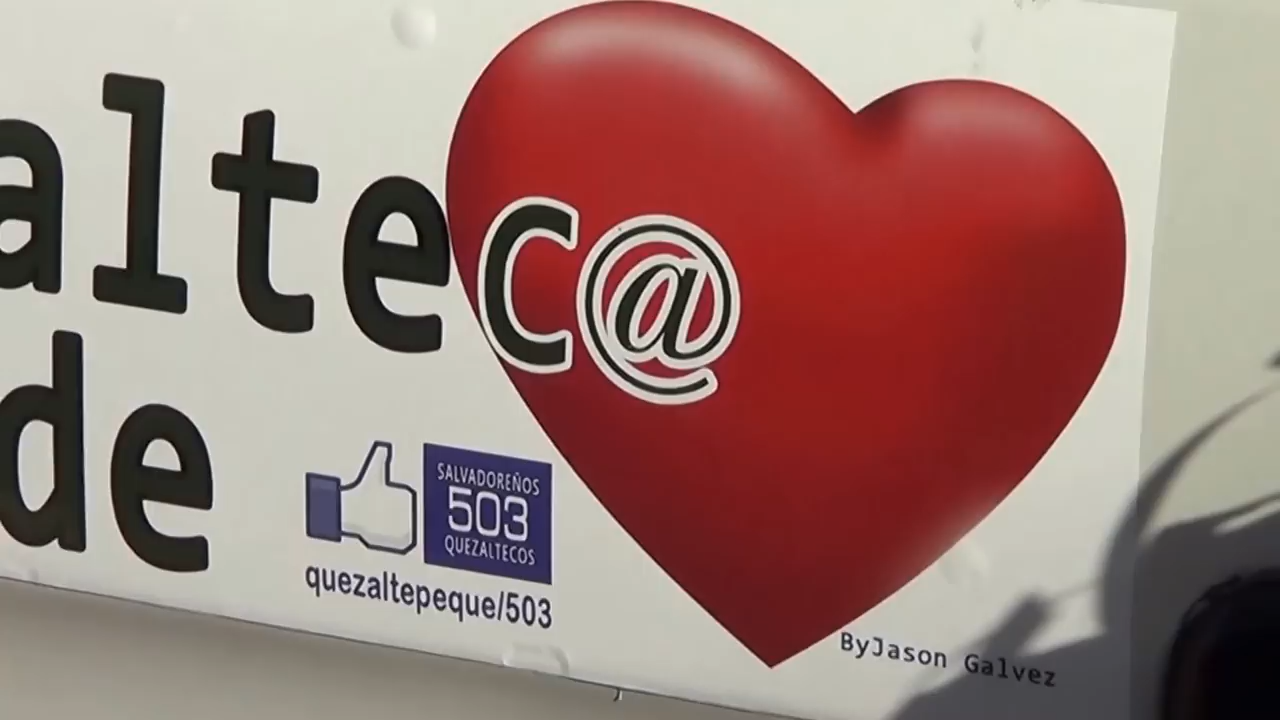 altec@
de
SALVADOREÑOS
503
QUEZALTECOS
quezaltepeque/503
ByJason Galvez